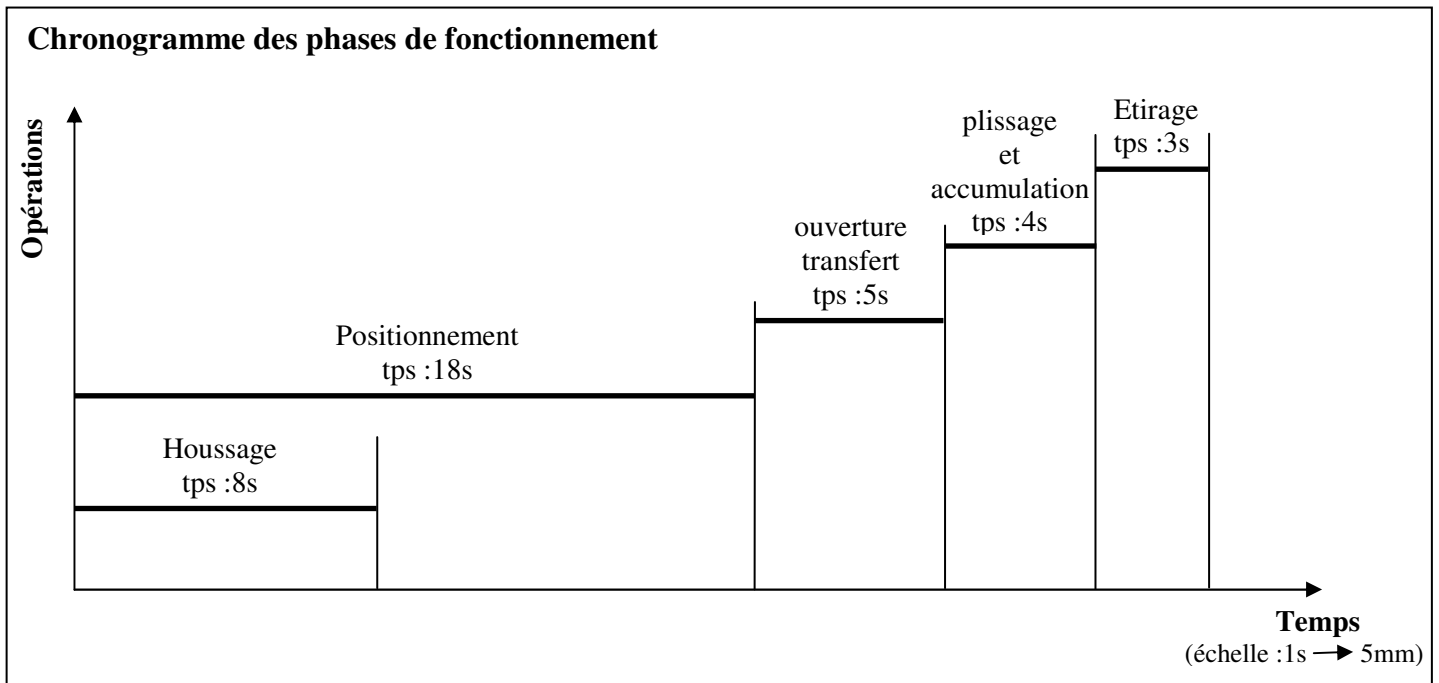 Chronogramme des phases de fonctionnement
Opérations
Etirage
tps :3s
plissage
et
accumulation
tps :4s
ouverture
transfert
tps :5s
Positionnement
tps :18s
Houssage
tps :8s
Temps
(échelle :1s → 5mm)